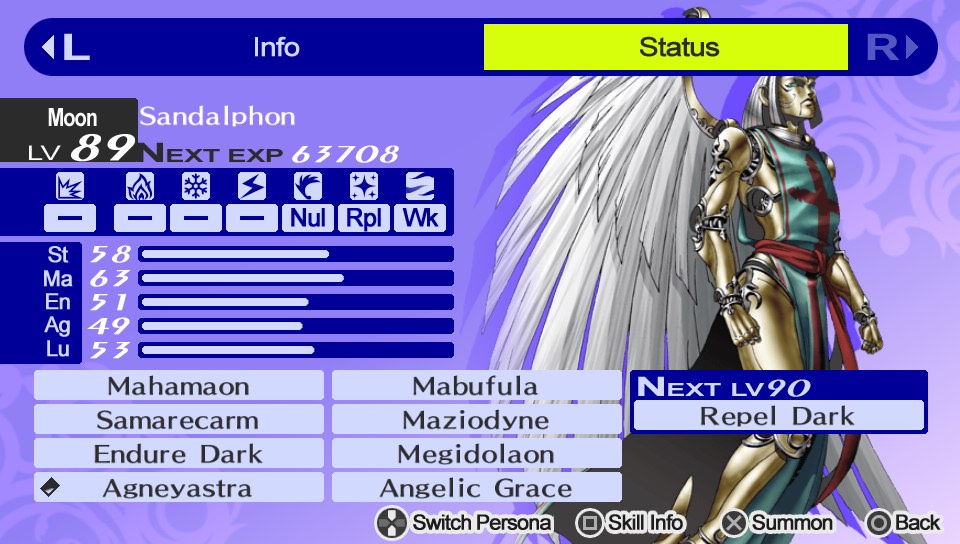 L Info Status R
Moon Sandalphon
LV 89 NEXT EXP 63708
— — — — Nul Rpl Wk
St 58
Ma 63
En 51
Ag 49
Lu 53
Mahamaon Mabufula NEXT LV 90
Samarecarm Maziodyne Repel Dark
Endure Dark Megidolaon
Agneyastra Angelic Grace
Switch Persona Skill Info Summon Back